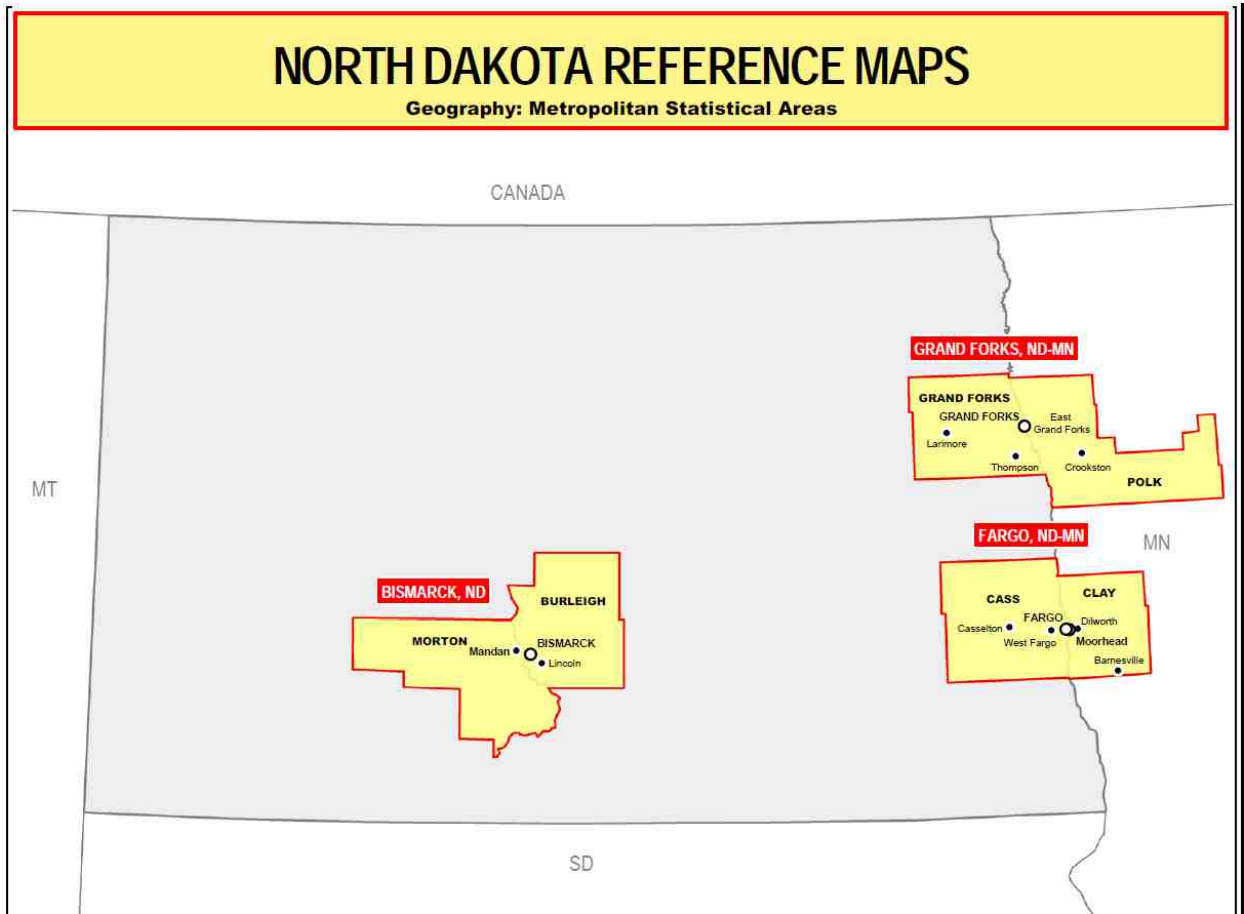 NORTH DAKOTA REFERENCE MAPS
Geography: Metropolitan Statistical Areas
CANADA
GRAND FORKS, ND-MN
GRAND FORKS
GRAND FORKS
East
Grand Forks
Larimore
Thompson
Crookston
POLK
MT
FARGO, ND-MN
MN
BISMARCK, ND
BURLEIGH
CASS
CLAY
FARGO
Dilworth
Casselton
West Fargo
Moorhead
MORTON
BISMARCK
Mandan
Lincoln
Barnesville
SD